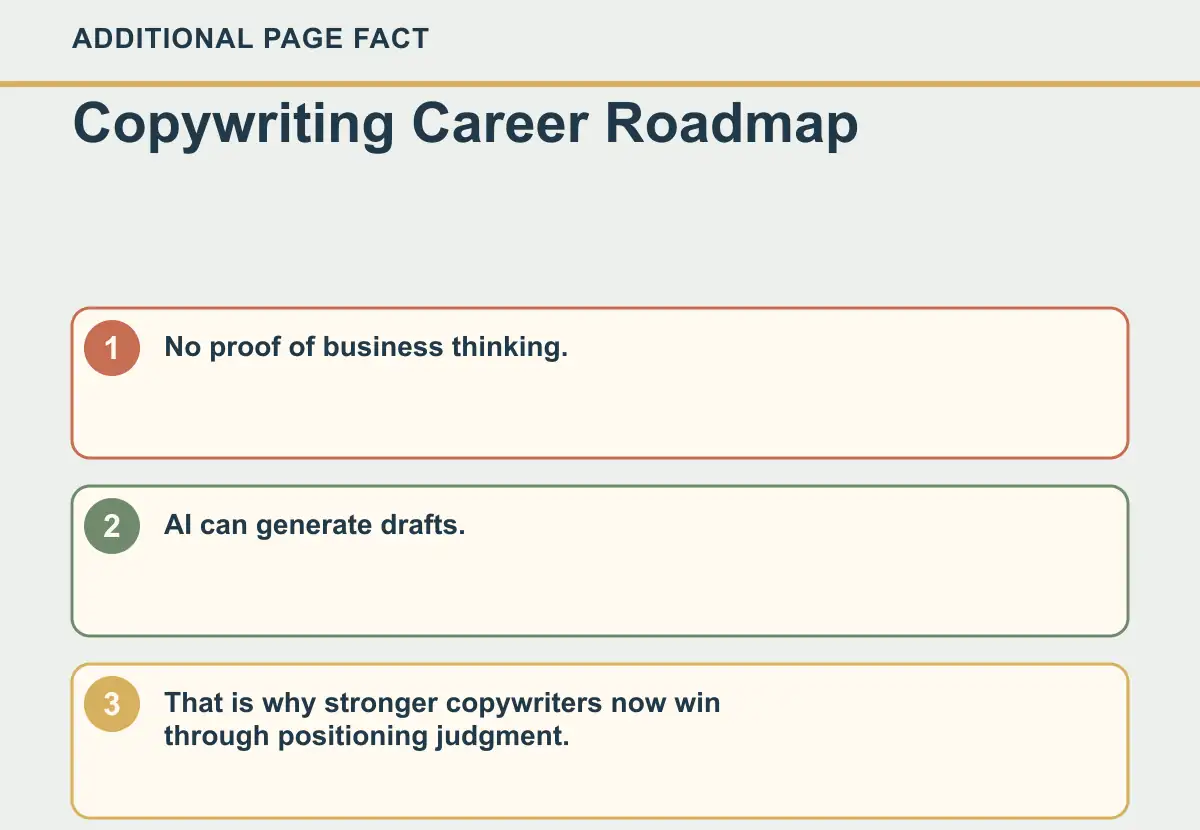 ADDITIONAL PAGE FACT
Copywriting Career Roadmap
1
No proof of business thinking.
2
AI can generate drafts.
3
That is why stronger copywriters now win
through positioning judgment.